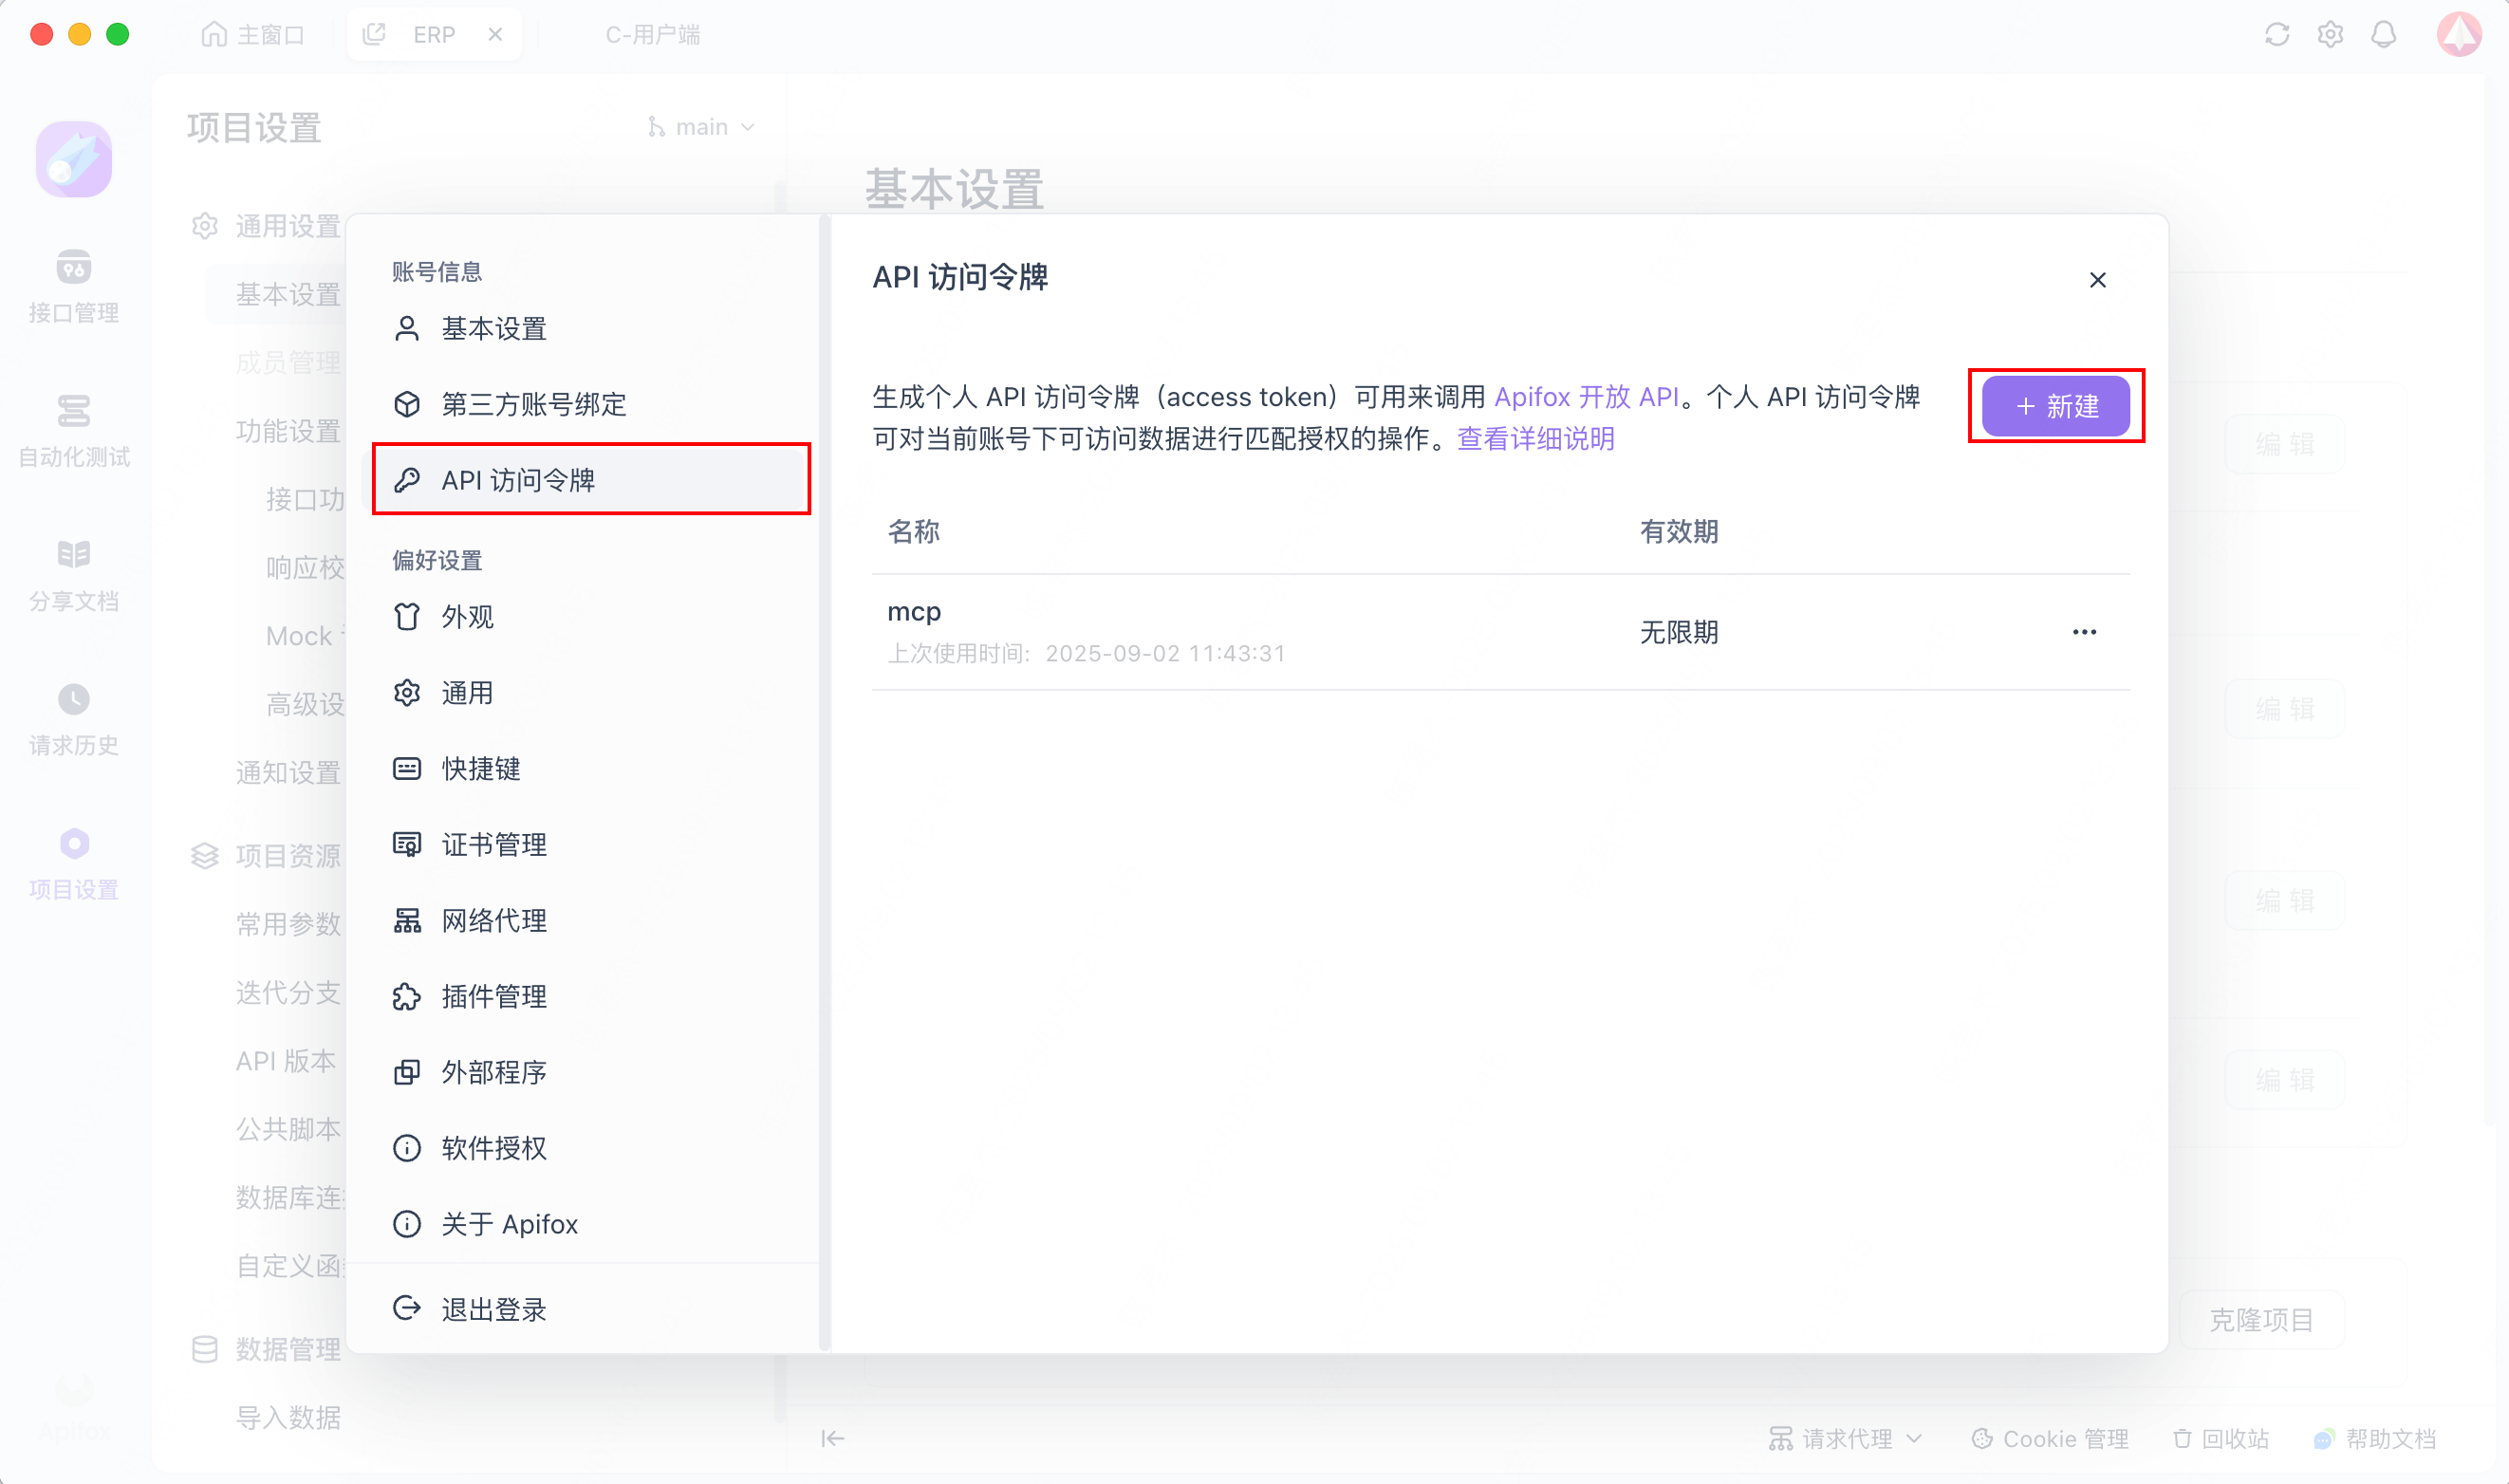 主窗口
ERP
C-用户端
项目设置
main
基本设置
接口管理
自动化测试
分享文档
请求历史
项目设置
Apifox
通用设置
基本设置
成员管理
功能设置
接口功
响应校
Mock
高级设
通知设置
项目资源
常用参数
迭代分支
API 版本
公共脚本
数据库连
自定义函
数据管理
导入数据
账号信息
基本设置
第三方账号绑定
API 访问令牌
偏好设置
外观
通用
快捷键
证书管理
网络代理
插件管理
外部程序
软件授权
关于 Apifox
退出登录
API 访问令牌
生成个人 API 访问令牌（access token）可用来调用 Apifox 开放 API。个人 API 访问令牌
可对当前账号下可访问数据进行匹配授权的操作。查看详细说明
新建
名称
有效期
mcp
上次使用时间: 2025-09-02 11:43:31
无限期
编 辑
编 辑
编 辑
编 辑
克隆项目
请求代理
Cookie 管理
回收站
帮助文档